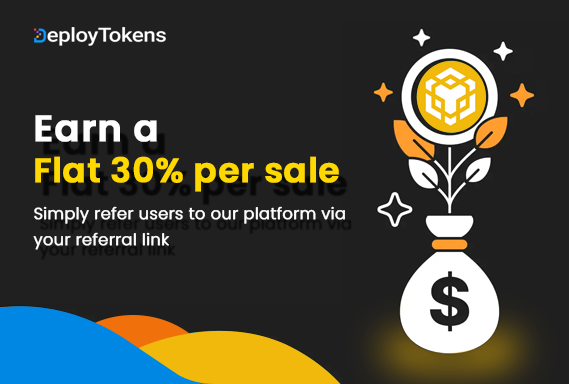 DeployTokens
Earn a
Flat 30% per sale
Simply refer users to our platform via
your referral link
$